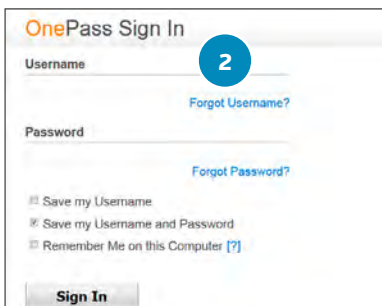 OnePass Sign In
Username
2
Forgot Username?
Password
Forgot Password?
Save my Username
Save my Username and Password
Remember Me on this Computer [?]
Sign In